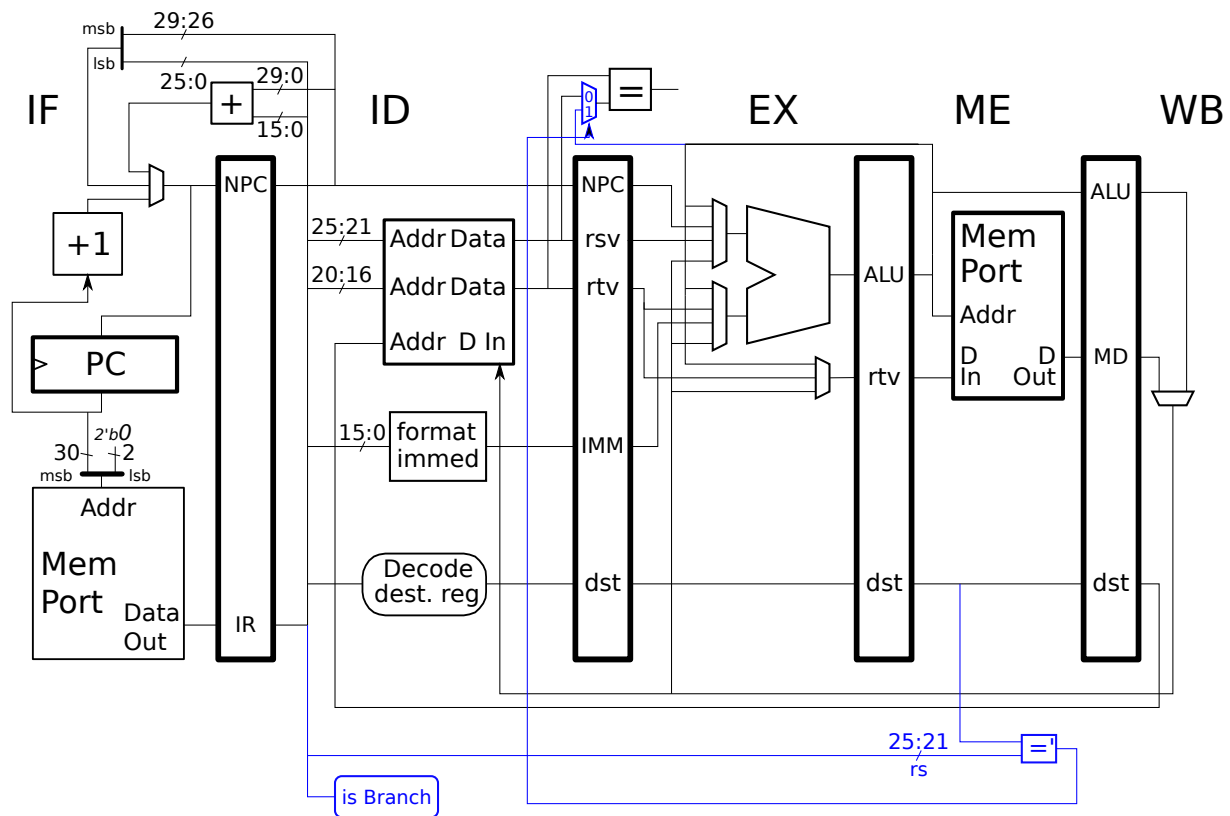 29:26
msb
lsb
25:0
29:0
+
15:0
IF
ID
EX
ME
WB
=
0
1
NPC
NPC
ALU
+1
25:21
Addr Data
rsv
Mem
Port
20:16
Addr Data
rtv
ALU
Addr
Addr D In
PC
D
In
D
Out
MD
rtv
2'b0
30
2
msb
lsb
15:0
format
immed
IMM
Addr
Mem
Port
Data
Out
IR
Decode
dest. reg
dst
dst
dst
25:21
rs
='
is Branch